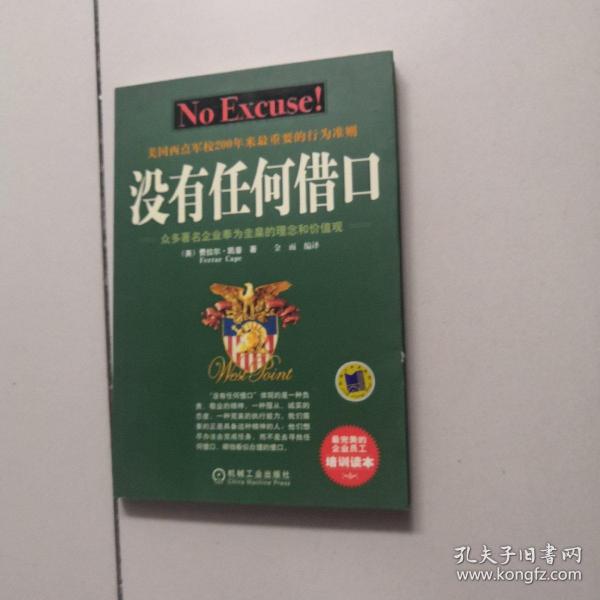 No Excuse!
美国西点军校200年来最重要的行为准则
没有任何借口
众多著名企业奉为圭臬的理念和价值观
（美）费拉尔·凯普 著 金雨 编译
Ferrar Cape
West Point
“没有任何借口”体现的是一种负
责、敬业的精神，一种服从、诚实的
态度，一种完美的执行能力。我们需
要的正是具备这种精神的人：他们想
尽办法去完成任务，而不是去寻找任
何借口，哪怕看似合理的借口。
最完美的
企业员工
培训读本
机械工业出版社
China Machine Press
孔夫子旧书网
www.kongfz.com